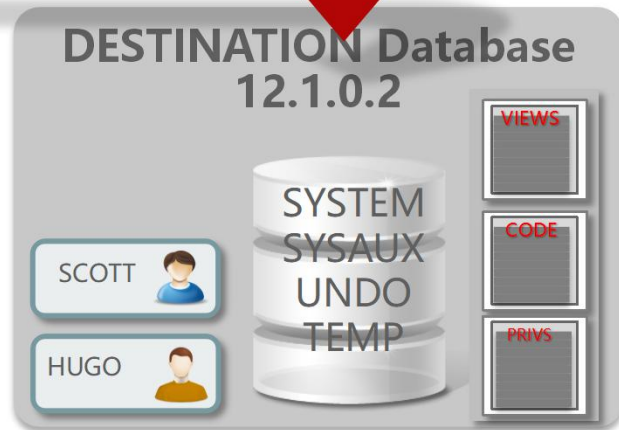 DESTINATION Database
12.1.0.2
VIEWS
SYSTEM
SYSAUX
UNDO
TEMP
CODE
PRIVS
SCOTT
HUGO